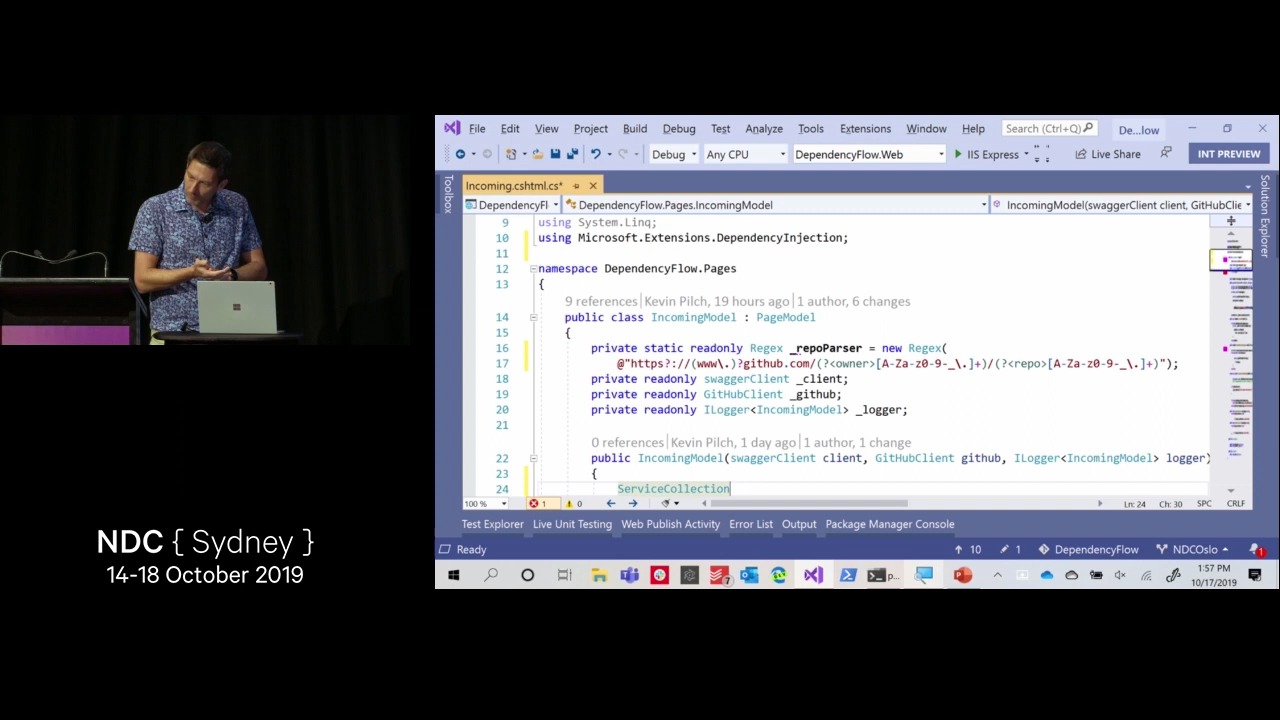 File Edit View Project Build Debug Test Analyze Tools Extensions Window Help Search (Ctrl+Q) De...low
Debug Any CPU DependencyFlow.Web IIS Express Live Share INT PREVIEW
Toolbox
Incoming.cshtml.cs*
Solution Explorer
DependencyFl DependencyFlow.Pages.IncomingModel IncomingModel(swaggerClient client, GitHubClie
9 using System.Linq;
10 using Microsoft.Extensions.DependencyInjection;
11
12 namespace DependencyFlow.Pages
13 {
9 references | Kevin Pilch, 19 hours ago | 1 author, 6 changes
14 public class IncomingModel : PageModel
15 {
16 private static readonly Regex _repoParser = new Regex(
17 @"https?://(www\.)?github.com/(?<owner>[A-Za-z0-9-_\.]+)/(?<repo>[A-Za-z0-9-_\.]+)");
18 private readonly swaggerClient _client;
19 private readonly GitHubClient _github;
20 private readonly ILogger<IncomingModel> _logger;
21
0 references | Kevin Pilch, 1 day ago | 1 author, 1 change
22 public IncomingModel(swaggerClient client, GitHubClient github, ILogger<IncomingModel> logger)
23 {
24 ServiceCollection
100 % 1 0 Ln: 24 Ch: 30 SPC CRLF
Test Explorer Live Unit Testing Web Publish Activity Error List Output Package Manager Console
Ready 10 1 DependencyFlow NDCOslo 1
7 p... 1:57 PM
10/17/2019
NDC { Sydney }
14-18 October 2019